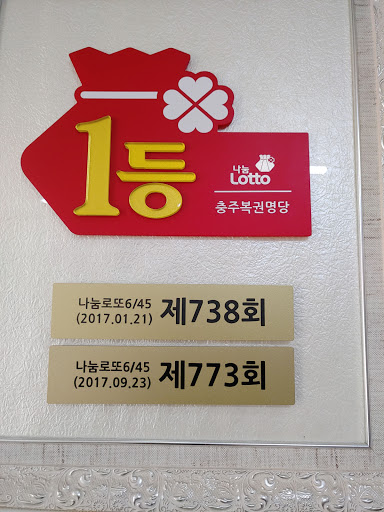 1등
나눔
Lotto
충주복권명당
나눔로또6/45
(2017.01.21)
제738회
나눔로또6/45
(2017.09.23)
제773회